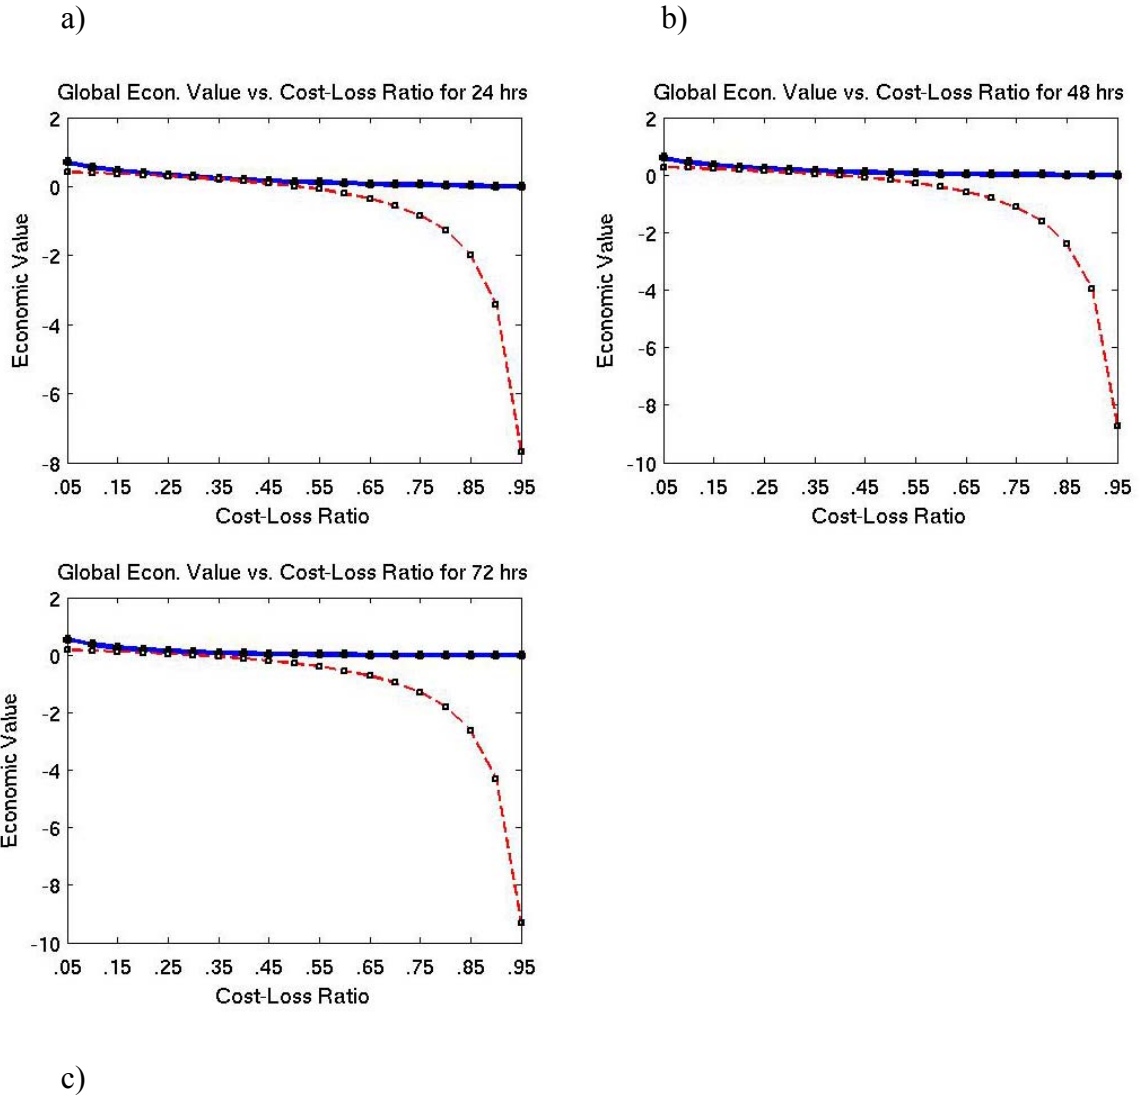 a)
b)
Global Econ. Value vs. Cost-Loss Ratio for 24 hrs
2
0
-2
-4
-6
-8
Economic Value
.05 .15 .25 .35 .45 .55 .65 .75 .85 .95
Cost-Loss Ratio
Global Econ. Value vs. Cost-Loss Ratio for 48 hrs
2
0
-2
-4
-6
-8
-10
Economic Value
.05 .15 .25 .35 .45 .55 .65 .75 .85 .95
Cost-Loss Ratio
Global Econ. Value vs. Cost-Loss Ratio for 72 hrs
2
0
-2
-4
-6
-8
-10
Economic Value
.05 .15 .25 .35 .45 .55 .65 .75 .85 .95
Cost-Loss Ratio
c)